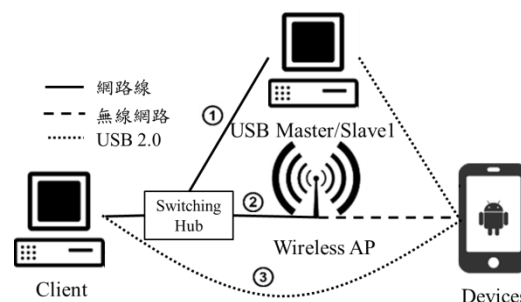 網路線
無線網路
USB 2.0
①
USB Master/Slave1
Switching
Hub
②
Wireless AP
③
Client
Devices